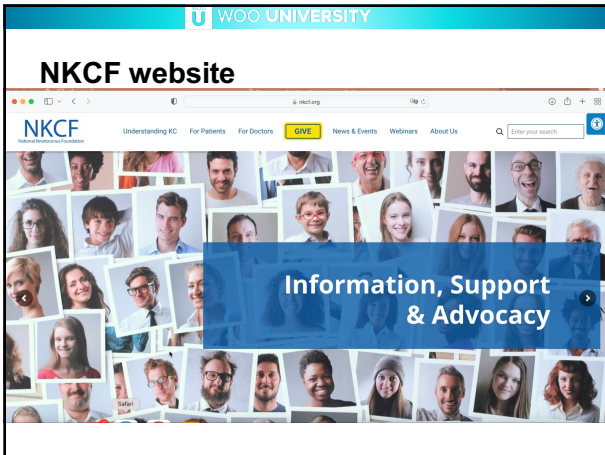 WOO UNIVERSITY
NKCF website
nkcf.org
NKCF
National Keratoconus Foundation
Understanding KC For Patients For Doctors GIVE News & Events Webinars About Us Enter your search
Information, Support
& Advocacy
Safari